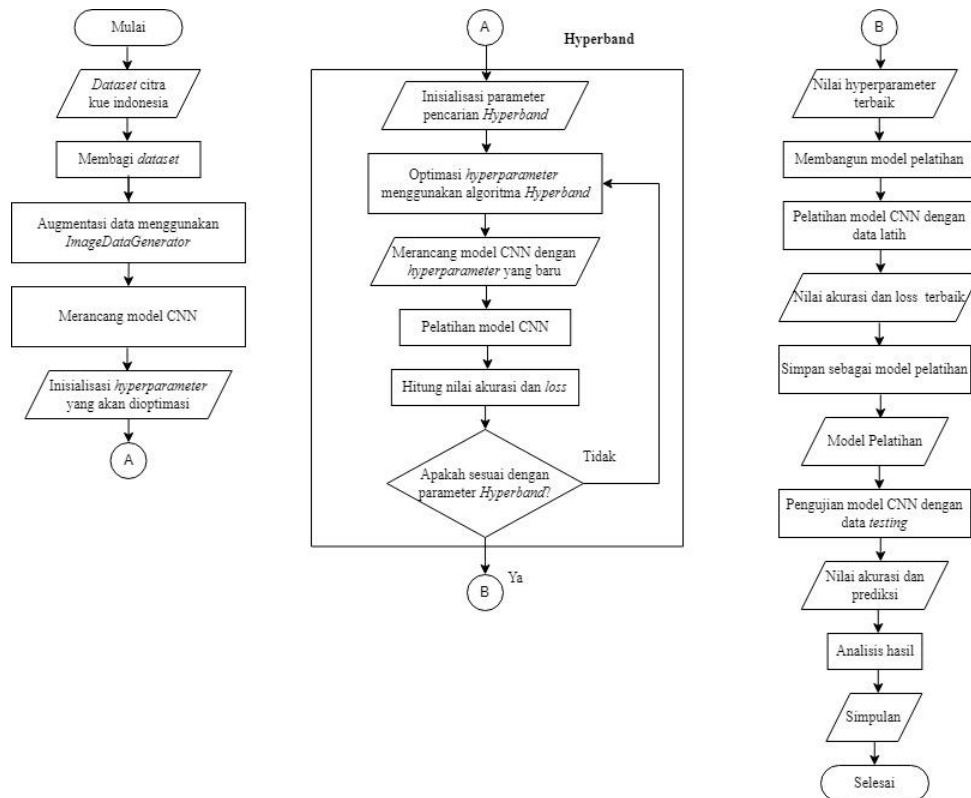 Mulai
Dataset citra
kue indonesia
Membagi dataset
Augmentasi data menggunakan
ImageDataGenerator
Merancang model CNN
Inisialisasi hyperparameter
yang akan dioptimasi
A
A
Hyperband
Inisialisasi parameter
pencarian Hyperband
Optimasi hyperparameter
menggunakan algoritma Hyperband
Merancang model CNN dengan
hyperparameter yang baru
Pelatihan model CNN
Hitung nilai akurasi dan loss
Apakah sesuai dengan
parameter Hyperband?
Tidak
Ya
B
B
Nilai hyperparameter
terbaik
Membangun model pelatihan
Pelatihan model CNN dengan
data latih
Nilai akurasi dan loss terbaik
Simpan sebagai model pelatihan
Model Pelatihan
Pengujian model CNN dengan
data testing
Nilai akurasi dan
prediksi
Analisis hasil
Simpulan
Selesai